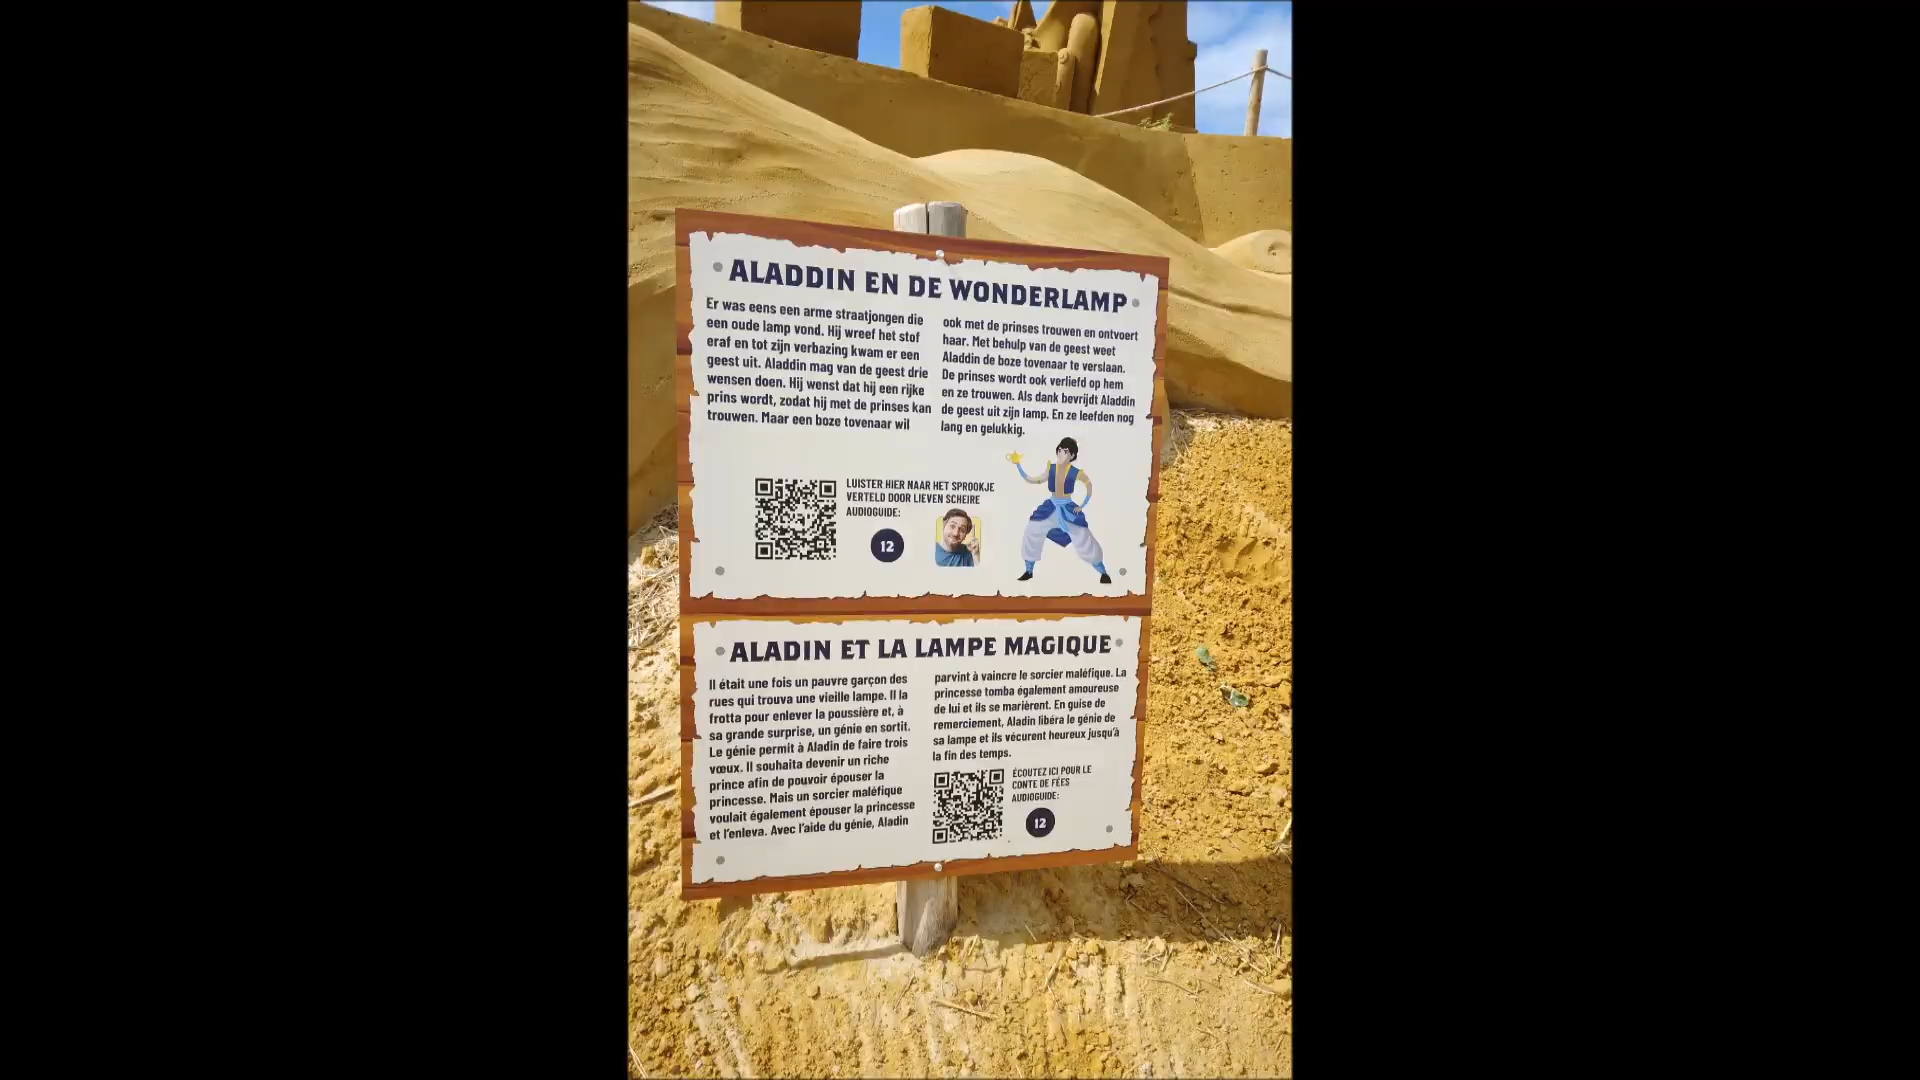 ALADDIN EN DE WONDERLAMP
Er was eens een arme straatjongen die
een oude lamp vond. Hij wreef het stof
eraf en tot zijn verbazing kwam er een
geest uit. Aladdin mag van de geest drie
wensen doen. Hij wenst dat hij een rijke
prins wordt, zodat hij met de prinses kan
trouwen. Maar een boze tovenaar wil
ook met de prinses trouwen en ontvoert
haar. Met behulp van de geest weet
Aladdin de boze tovenaar te verslaan.
De prinses wordt ook verliefd op hem
en ze trouwen. Als dank bevrijdt Aladdin
de geest uit zijn lamp. En ze leefden nog
lang en gelukkig.
LUISTER HIER NAAR HET SPROOKJE
VERTELD DOOR LIEVEN SCHEIRE
AUDIOGUIDE:
12
ALADIN ET LA LAMPE MAGIQUE
Il était une fois un pauvre garçon des
rues qui trouva une vieille lampe. Il la
frotta pour enlever la poussière et, à
sa grande surprise, un génie en sortit.
Le génie permit à Aladin de faire trois
vœux. Il souhaita devenir un riche
prince afin de pouvoir épouser la
princesse. Mais un sorcier maléfique
voulait également épouser la princesse
et l'enleva. Avec l'aide du génie, Aladin
parvint à vaincre le sorcier maléfique. La
princesse tomba également amoureuse
de lui et ils se marièrent. En guise de
remerciement, Aladin libéra le génie de
sa lampe et ils vécurent heureux jusqu'à
la fin des temps.
ÉCOUTEZ ICI POUR LE
CONTE DE FÉES
AUDIOGUIDE:
12